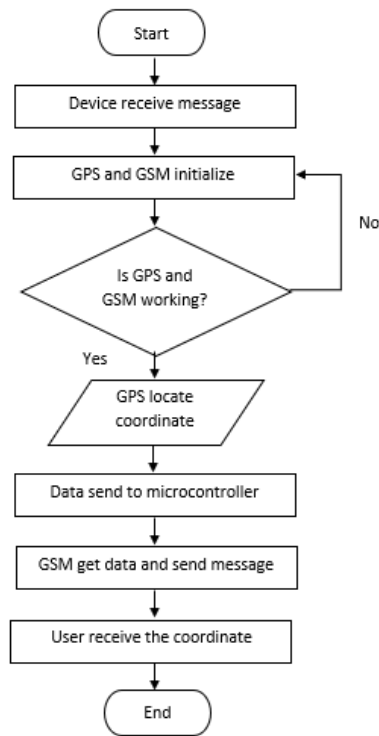 Start
Device receive message
GPS and GSM initialize
No
Is GPS and
GSM working?
Yes
GPS locate
coordinate
Data send to microcontroller
GSM get data and send message
User receive the coordinate
End